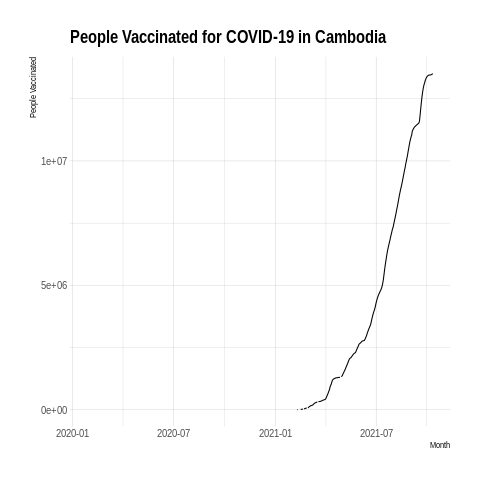 People Vaccinated for COVID-19 in Cambodia
People Vaccinated
1e+07
5e+06
0e+00
2020-01
2020-07
2021-01
2021-07
Month